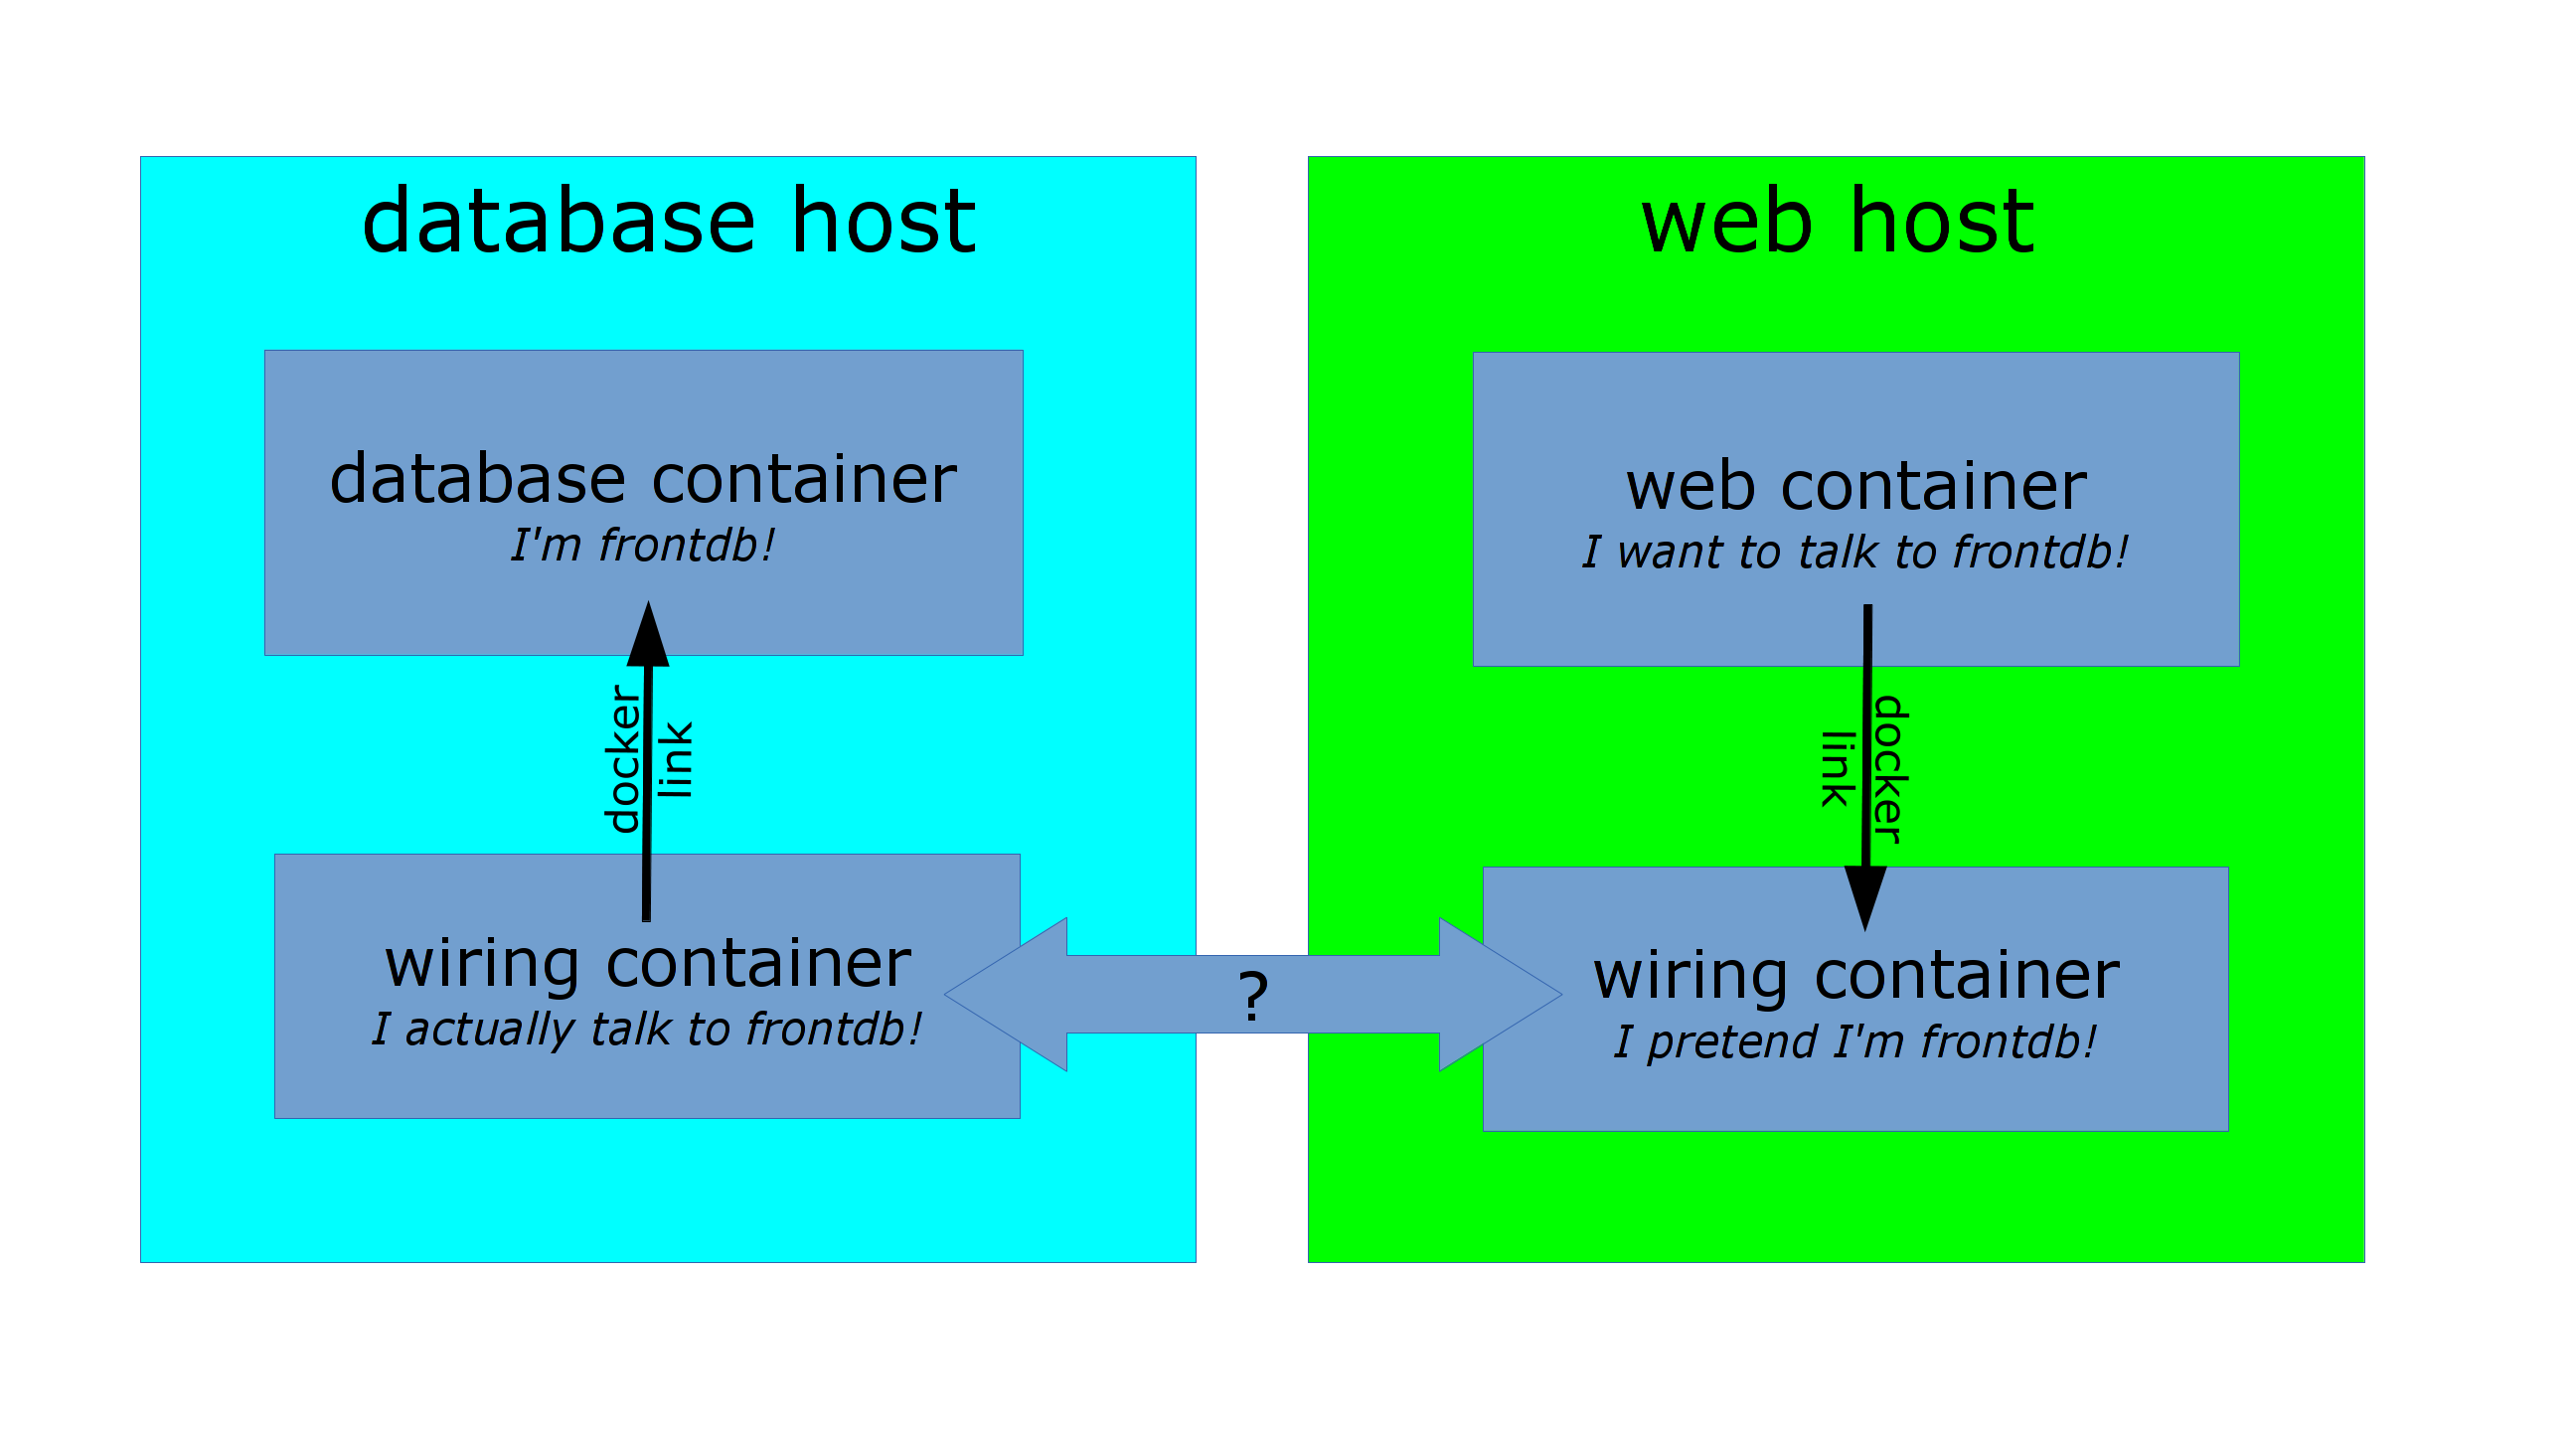 database host
database container
I'm frontdb!
docker
link
wiring container
I actually talk to frontdb!
?
web host
web container
I want to talk to frontdb!
docker
link
wiring container
I pretend I'm frontdb!